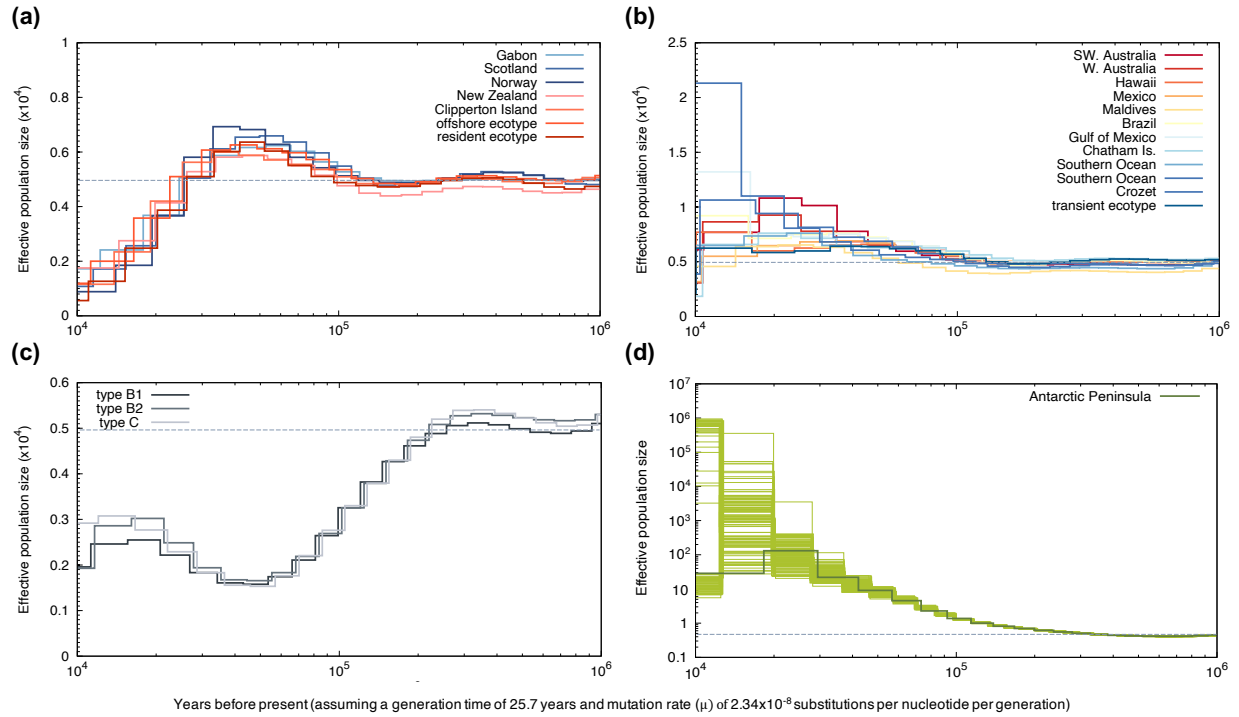 (a)
Effective population size (x10⁴)
1
0.8
0.6
0.4
0.2
0
10⁴
10⁵
10⁶
Gabon
Scotland
Norway
New Zealand
Clipperton Island
offshore ecotype
resident ecotype
(b)
Effective population size (x10⁴)
2.5
2
1.5
1
0.5
0
10⁴
10⁵
10⁶
SW. Australia
W. Australia
Hawaii
Mexico
Maldives
Brazil
Gulf of Mexico
Chatham Is.
Southern Ocean
Southern Ocean
Crozet
transient ecotype
(c)
Effective population size (x10⁴)
0.6
0.5
0.4
0.3
0.2
0.1
0
10⁴
10⁵
10⁶
type B1
type B2
type C
(d)
Effective population size
10⁷
10⁶
10⁵
10⁴
10³
10²
10
1
0.1
10⁴
10⁵
10⁶
Antarctic Peninsula
Years before present (assuming a generation time of 25.7 years and mutation rate (μ) of 2.34x10⁻⁸ substitutions per nucleotide per generation)